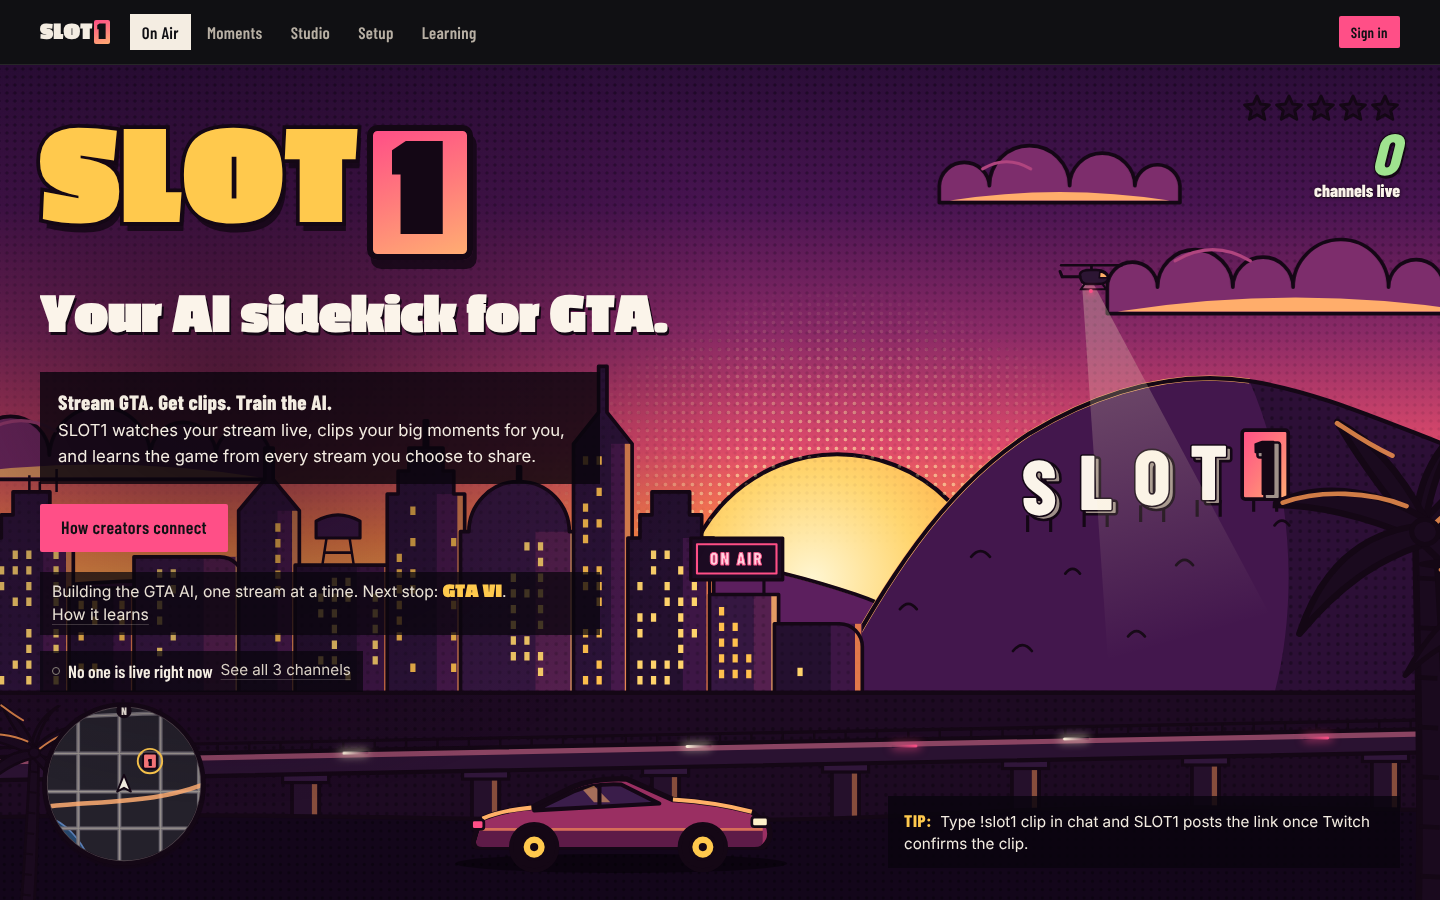 SLOT1
On Air
Moments
Studio
Setup
Learning
Sign in
SLOT1
0
channels live
Your AI sidekick for GTA.
Stream GTA. Get clips. Train the AI.
SLOT1 watches your stream live, clips your big moments for you,
and learns the game from every stream you choose to share.
SLOT1
How creators connect
ON AIR
Building the GTA AI, one stream at a time. Next stop: GTA VI.
How it learns
No one is live right now See all 3 channels
N
1
TIP: Type !slot1 clip in chat and SLOT1 posts the link once Twitch
confirms the clip.